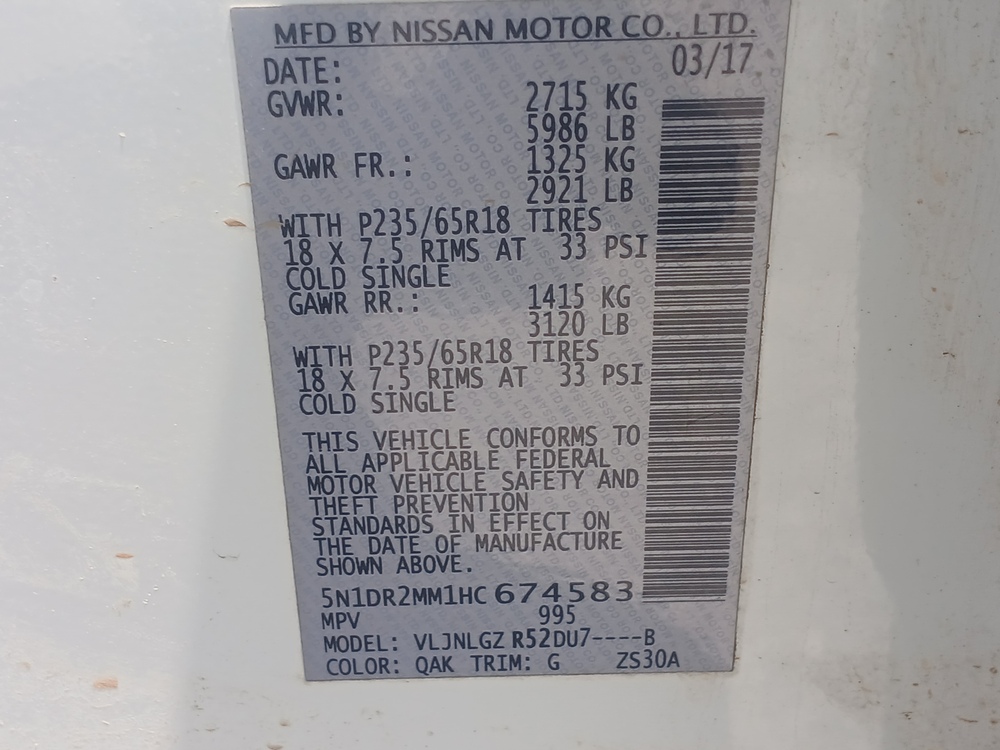 MFD BY NISSAN MOTOR CO., LTD.
DATE: 03/17
GVWR: 2715 KG
5986 LB
GAWR FR.: 1325 KG
2921 LB
WITH P235/65R18 TIRES
18 X 7.5 RIMS AT 33 PSI
COLD SINGLE
GAWR RR.: 1415 KG
3120 LB
WITH P235/65R18 TIRES
18 X 7.5 RIMS AT 33 PSI
COLD SINGLE
THIS VEHICLE CONFORMS TO
ALL APPLICABLE FEDERAL
MOTOR VEHICLE SAFETY AND
THEFT PREVENTION
STANDARDS IN EFFECT ON
THE DATE OF MANUFACTURE
SHOWN ABOVE.
5N1DR2MM1HC674583
MPV 995
MODEL: VLJNLGZ R52DU7----B
COLOR: QAK TRIM: G ZS30A